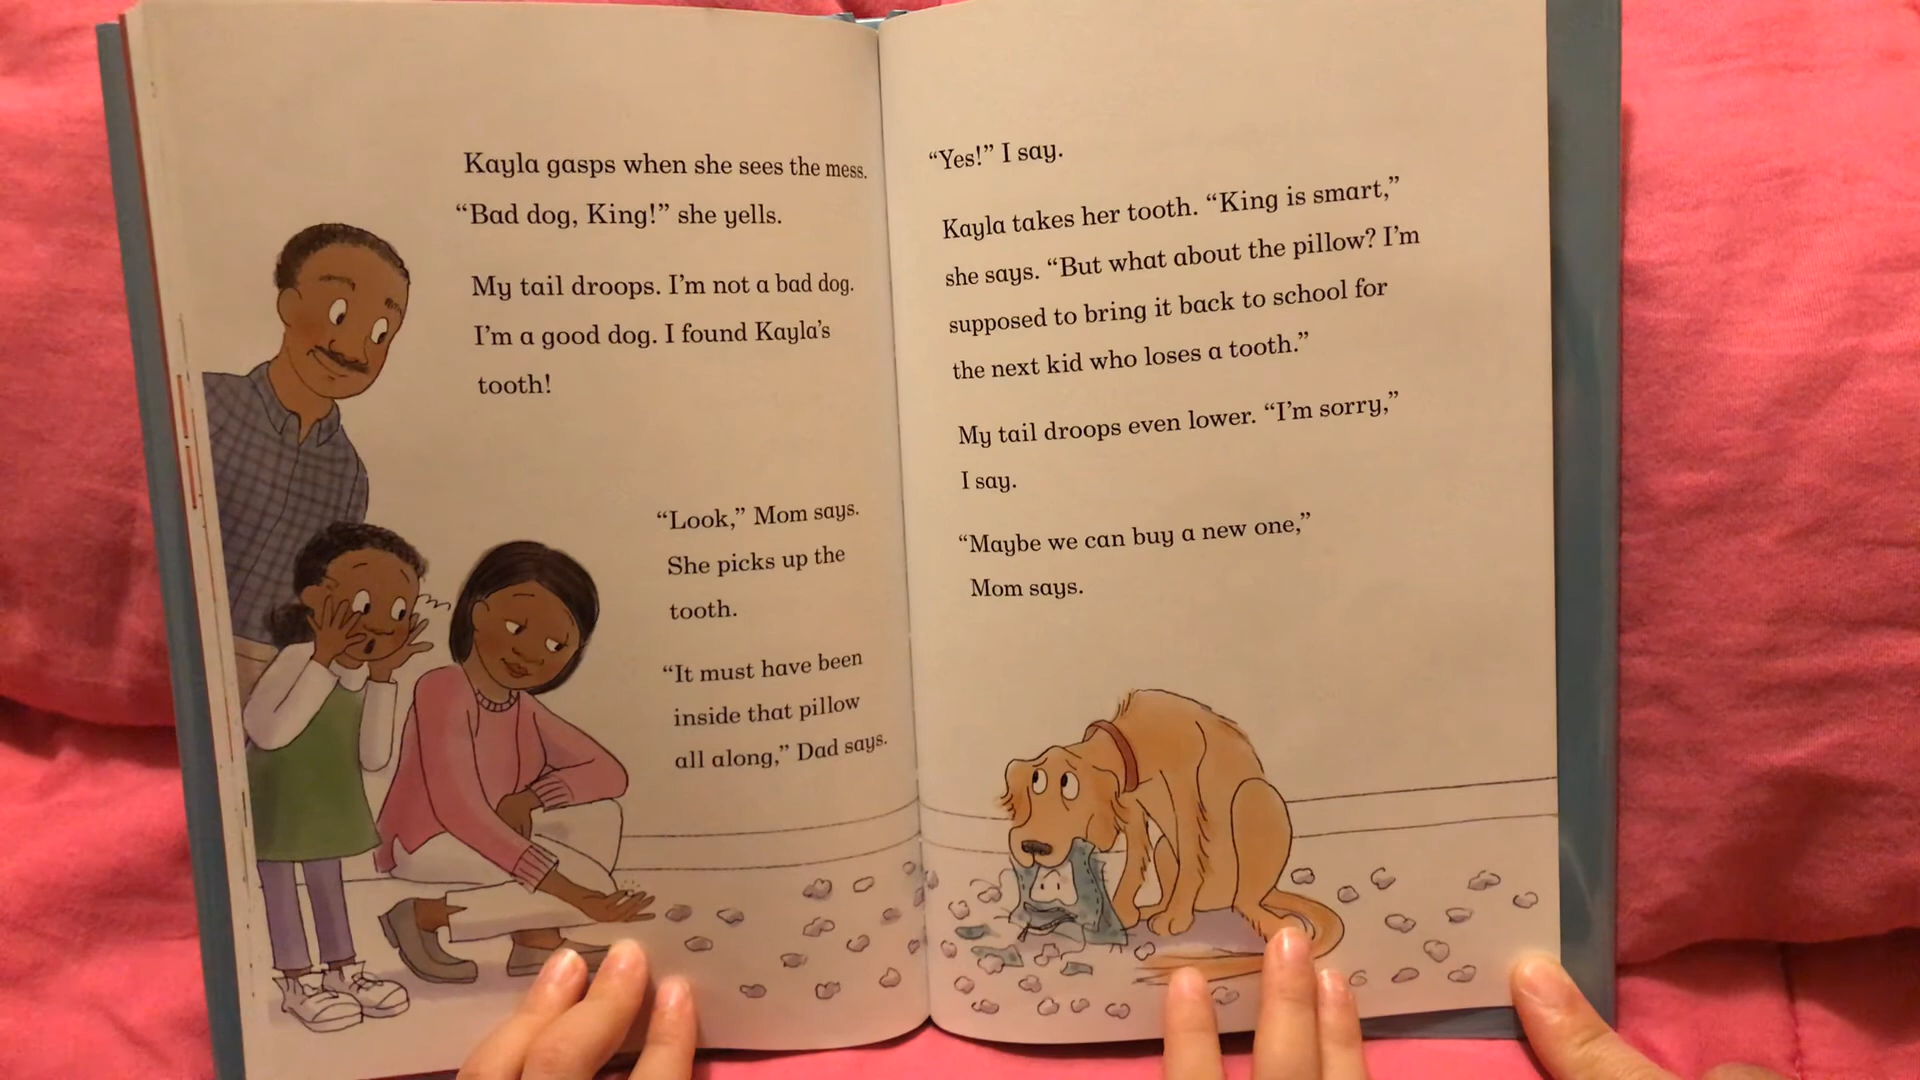 Kayla gasps when she sees the mess.
“Bad dog, King!” she yells.
My tail droops. I’m not a bad dog.
I’m a good dog. I found Kayla’s
tooth!
“Look,” Mom says.
She picks up the
tooth.
“It must have been
inside that pillow
all along,” Dad says.
“Yes!” I say.
Kayla takes her tooth. “King is smart,”
she says. “But what about the pillow? I’m
supposed to bring it back to school for
the next kid who loses a tooth.”
My tail droops even lower. “I’m sorry,”
I say.
“Maybe we can buy a new one,”
Mom says.